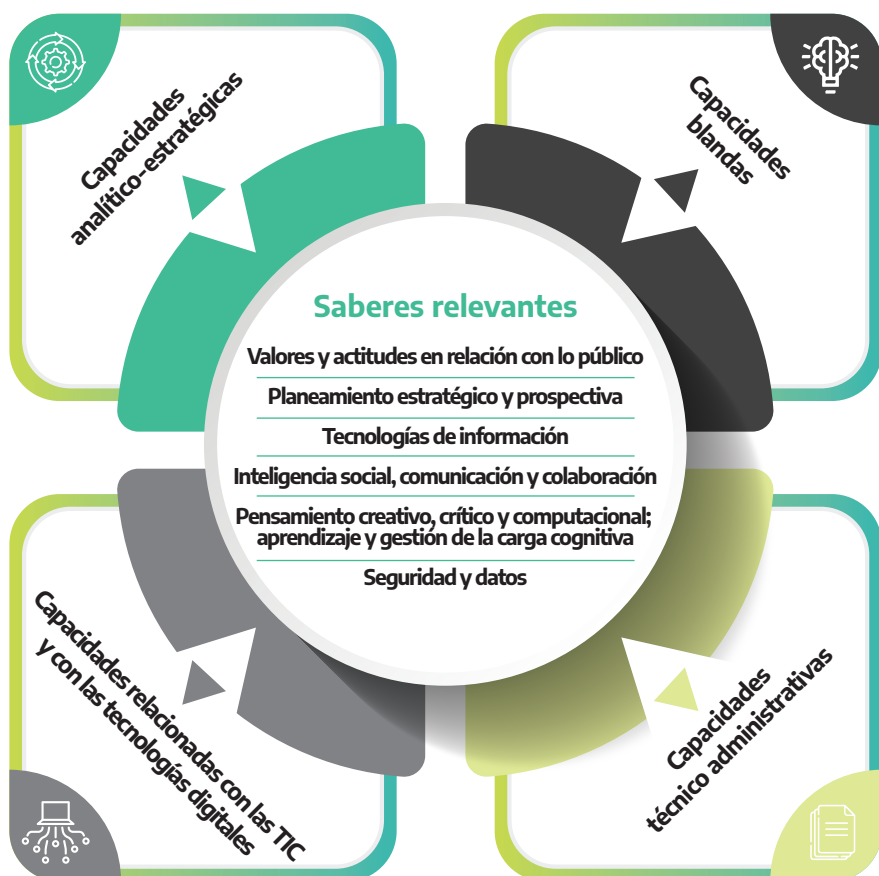 Capacidades
analítico-estratégicas
Capacidades
blandas
Saberes relevantes
Valores y actitudes en relación con lo público
Planeamiento estratégico y prospectiva
Tecnologías de información
Inteligencia social, comunicación y colaboración
Pensamiento creativo, crítico y computacional;
aprendizaje y gestión de la carga cognitiva
Seguridad y datos
Capacidades relacionadas con las TIC
y con las tecnologías digitales
Capacidades
técnico administrativas